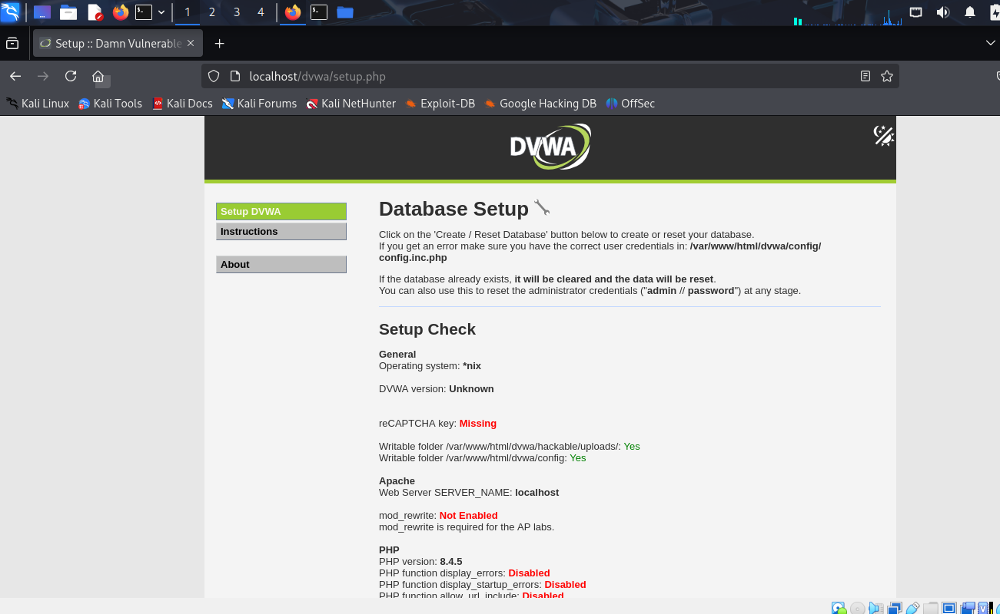 1 2 3 4
Setup :: Damn Vulnerable
localhost/dvwa/setup.php
Kali Linux Kali Tools Kali Docs Kali Forums Kali NetHunter Exploit-DB Google Hacking DB OffSec
DVWA
Setup DVWA
Instructions
About
Database Setup
Click on the 'Create / Reset Database' button below to create or reset your database.
If you get an error make sure you have the correct user credentials in: /var/www/html/dvwa/config/
config.inc.php
If the database already exists, it will be cleared and the data will be reset.
You can also use this to reset the administrator credentials ("admin // password") at any stage.
Setup Check
General
Operating system: *nix
DVWA version: Unknown
reCAPTCHA key: Missing
Writable folder /var/www/html/dvwa/hackable/uploads/: Yes
Writable folder /var/www/html/dvwa/config: Yes
Apache
Web Server SERVER_NAME: localhost
mod_rewrite: Not Enabled
mod_rewrite is required for the AP labs.
PHP
PHP version: 8.4.5
PHP function display_errors: Disabled
PHP function display_startup_errors: Disabled
PHP function allow_url_include: Disabled